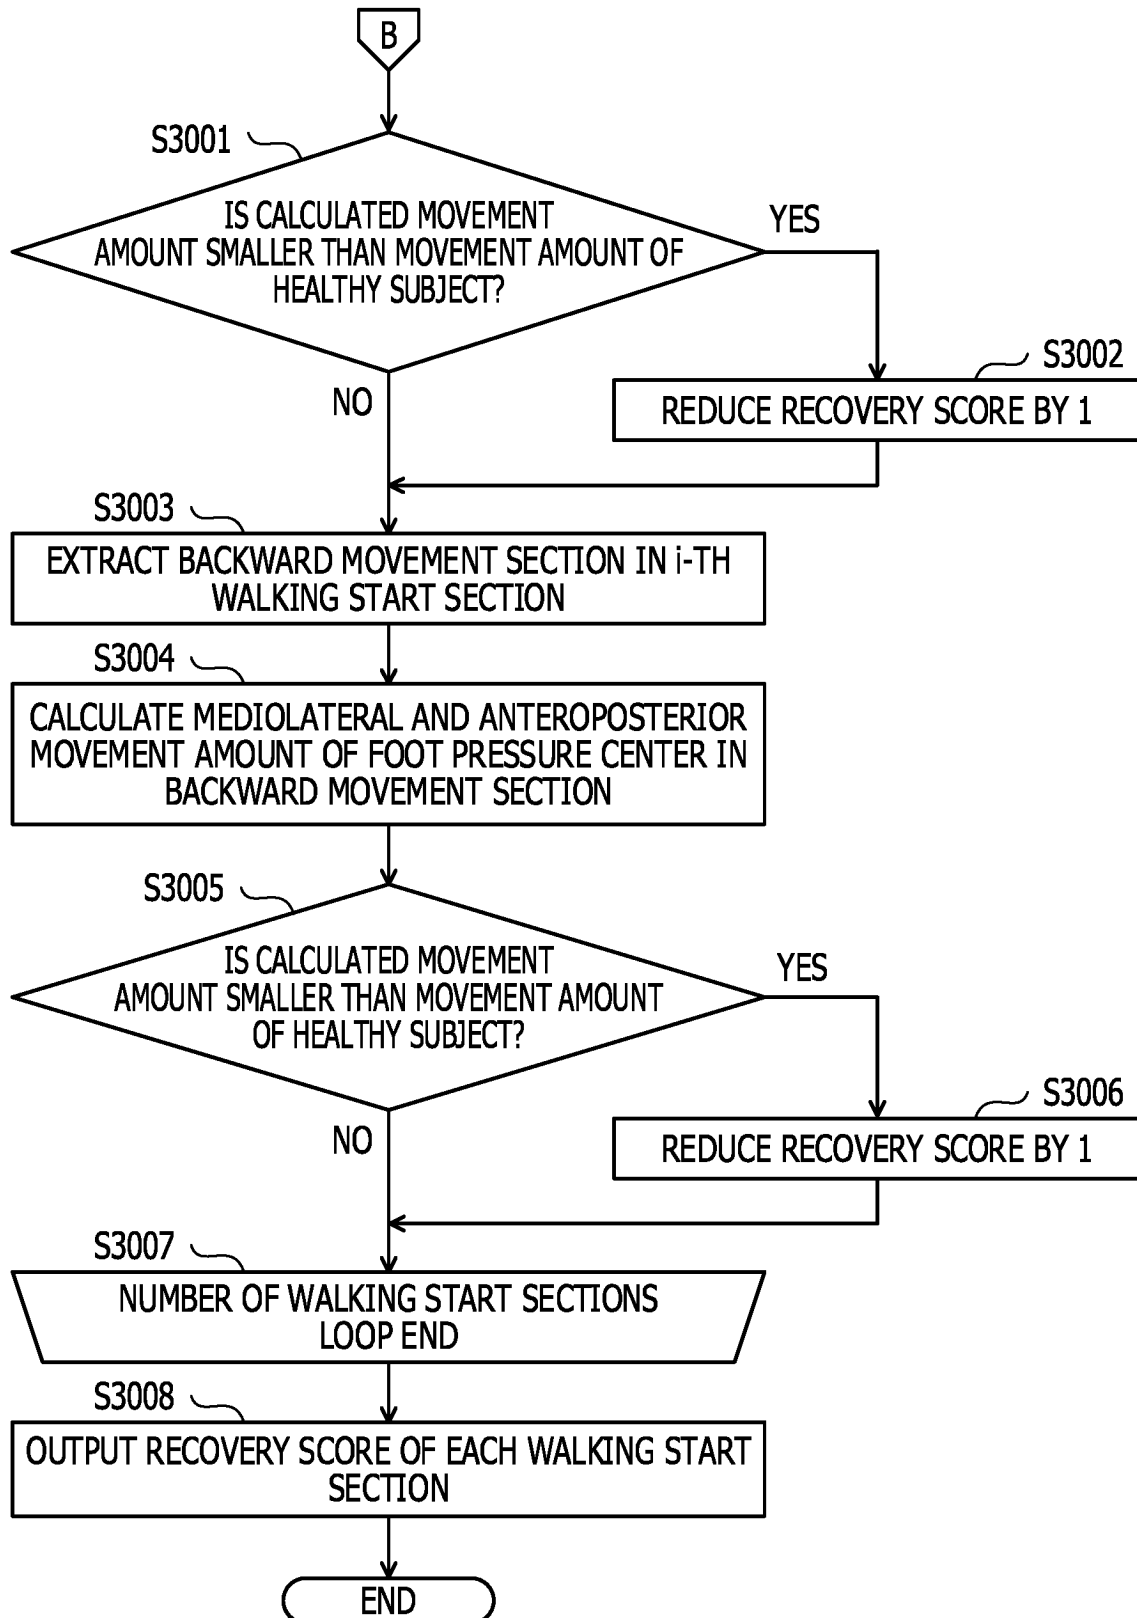 B
S3001
IS CALCULATED MOVEMENT
AMOUNT SMALLER THAN MOVEMENT AMOUNT OF
HEALTHY SUBJECT?
YES
NO
S3002
REDUCE RECOVERY SCORE BY 1
S3003
EXTRACT BACKWARD MOVEMENT SECTION IN i-TH
WALKING START SECTION
S3004
CALCULATE MEDIOLATERAL AND ANTEROPOSTERIOR
MOVEMENT AMOUNT OF FOOT PRESSURE CENTER IN
BACKWARD MOVEMENT SECTION
S3005
IS CALCULATED MOVEMENT
AMOUNT SMALLER THAN MOVEMENT AMOUNT
OF HEALTHY SUBJECT?
YES
NO
S3006
REDUCE RECOVERY SCORE BY 1
S3007
NUMBER OF WALKING START SECTIONS
LOOP END
S3008
OUTPUT RECOVERY SCORE OF EACH WALKING START
SECTION
END